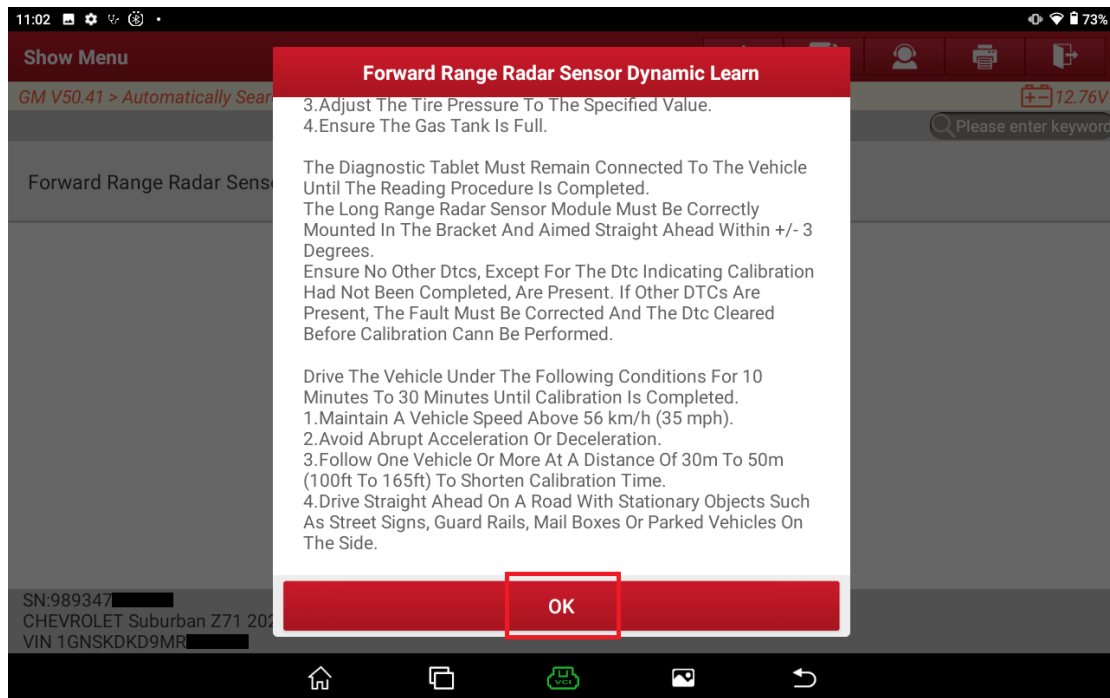 11:02
73%
Show Menu
Forward Range Radar Sensor Dynamic Learn
GM V50.41 > Automatically Sear
12.76V
Please enter keyword
Forward Range Radar Sens
3.Adjust The Tire Pressure To The Specified Value.
4.Ensure The Gas Tank Is Full.
The Diagnostic Tablet Must Remain Connected To The Vehicle
Until The Reading Procedure Is Completed.
The Long Range Radar Sensor Module Must Be Correctly
Mounted In The Bracket And Aimed Straight Ahead Within +/- 3
Degrees.
Ensure No Other Dtcs, Except For The Dtc Indicating Calibration
Had Not Been Completed, Are Present. If Other DTCs Are
Present, The Fault Must Be Corrected And The Dtc Cleared
Before Calibration Cann Be Performed.
Drive The Vehicle Under The Following Conditions For 10
Minutes To 30 Minutes Until Calibration Is Completed.
1.Maintain A Vehicle Speed Above 56 km/h (35 mph).
2.Avoid Abrupt Acceleration Or Deceleration.
3.Follow One Vehicle Or More At A Distance Of 30m To 50m
(100ft To 165ft) To Shorten Calibration Time.
4.Drive Straight Ahead On A Road With Stationary Objects Such
As Street Signs, Guard Rails, Mail Boxes Or Parked Vehicles On
The Side.
OK
SN:989347
CHEVROLET Suburban Z71 202
VIN 1GNSKDKD9MR
VCI